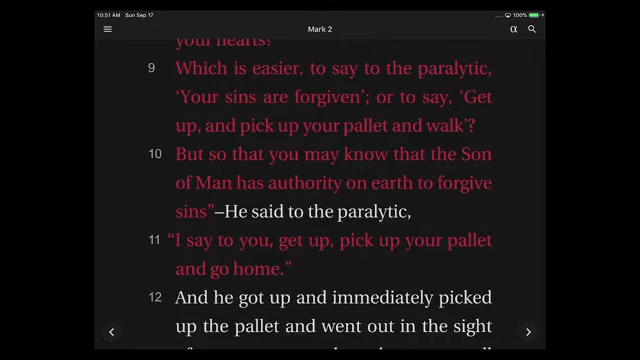 10:51 AM Sun Sep 17 100%
Mark 2 α
your hearts?
9 Which is easier, to say to the paralytic,
‘Your sins are forgiven’; or to say, ‘Get
up, and pick up your pallet and walk’?
10 But so that you may know that the Son
of Man has authority on earth to forgive
sins”–He said to the paralytic,
11 “I say to you, get up, pick up your pallet
and go home.”
12 And he got up and immediately picked
up the pallet and went out in the sight